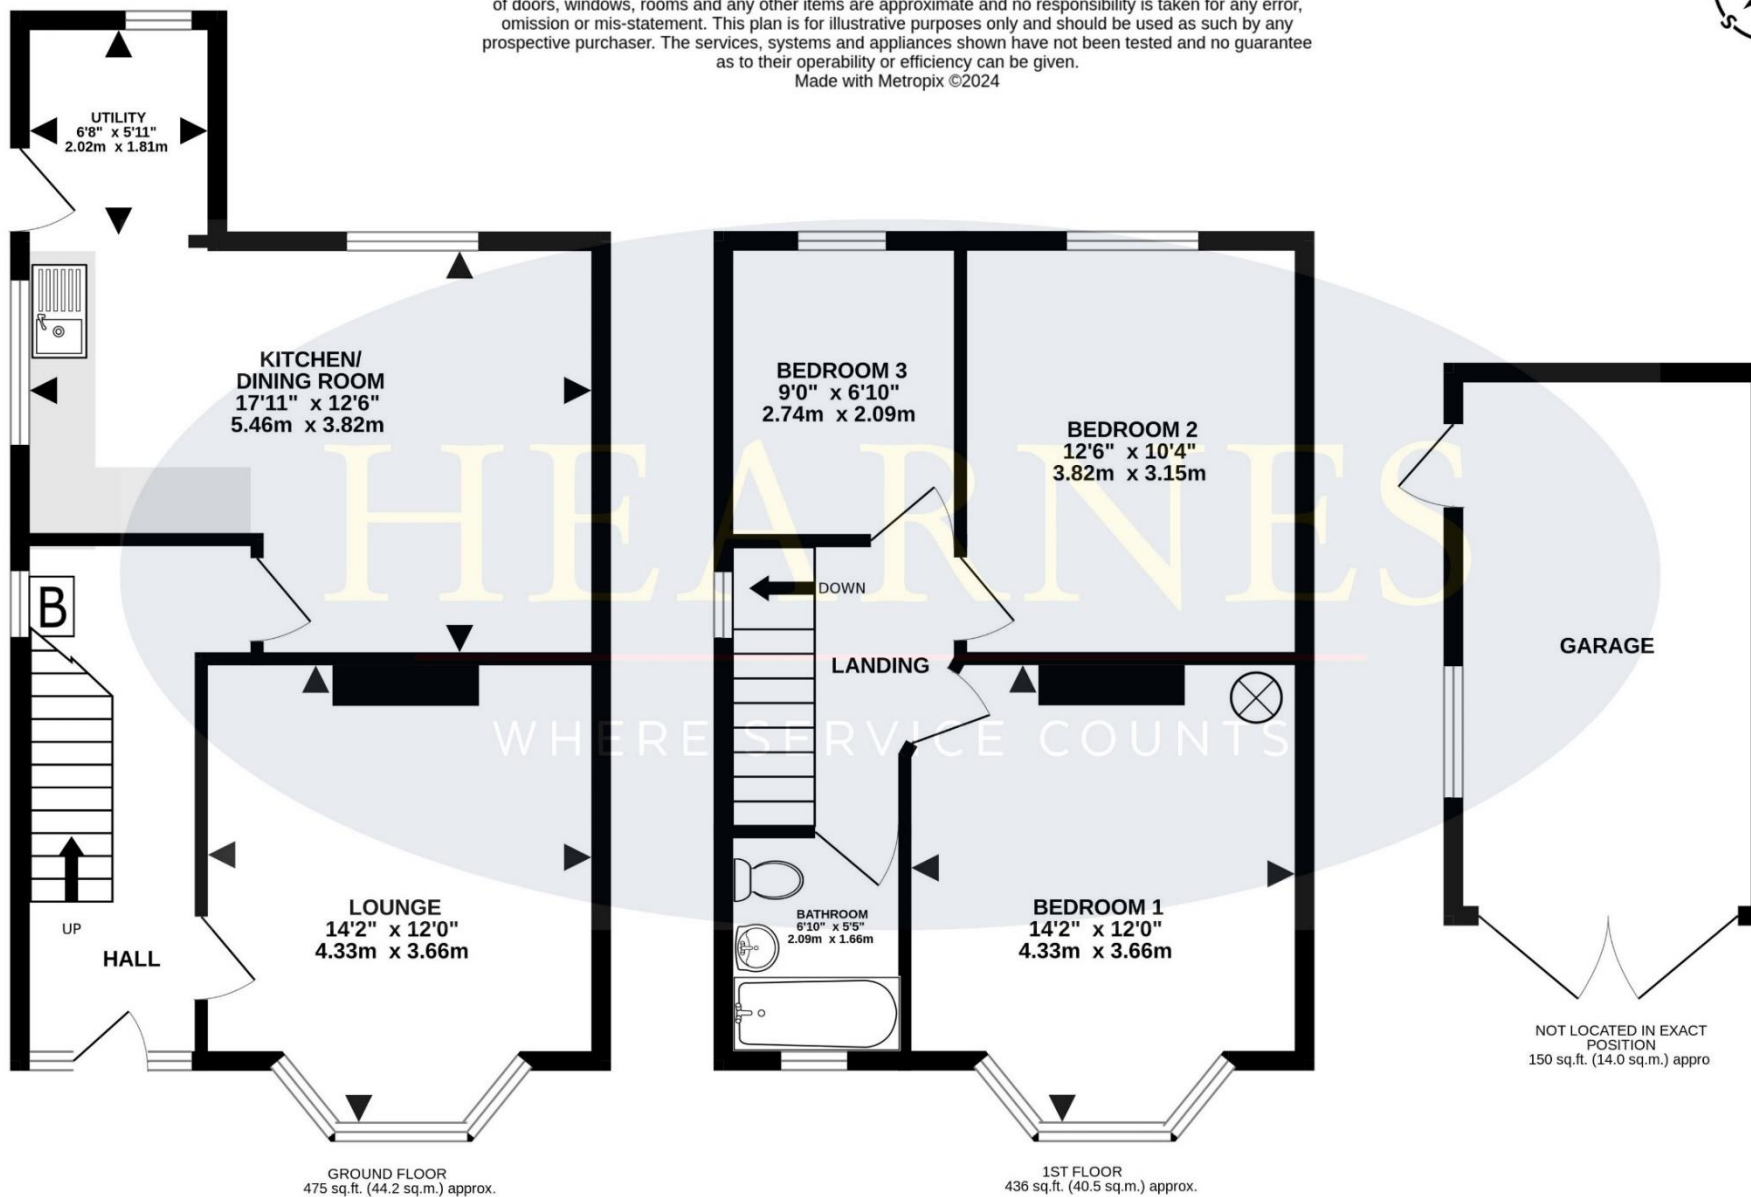 of doors, windows, rooms and any other items are approximate and no responsibility is taken for any error,
omission or mis-statement. This plan is for illustrative purposes only and should be used as such by any
prospective purchaser. The services, systems and appliances shown have not been tested and no guarantee
as to their operability or efficiency can be given.
Made with Metropix ©2024
S
UTILITY
6'8" x 5'11"
2.02m x 1.81m
KITCHEN/
DINING ROOM
17'11" x 12'6"
5.46m x 3.82m
B
UP
HALL
LOUNGE
14'2" x 12'0"
4.33m x 3.66m
GROUND FLOOR
475 sq.ft. (44.2 sq.m.) approx.
BEDROOM 3
9'0" x 6'10"
2.74m x 2.09m
BEDROOM 2
12'6" x 10'4"
3.82m x 3.15m
DOWN
LANDING
BATHROOM
6'10" x 5'5"
2.09m x 1.66m
BEDROOM 1
14'2" x 12'0"
4.33m x 3.66m
1ST FLOOR
436 sq.ft. (40.5 sq.m.) approx.
GARAGE
NOT LOCATED IN EXACT
POSITION
150 sq.ft. (14.0 sq.m.) appro
HEARNES
WHERE SERVICE COUNTS